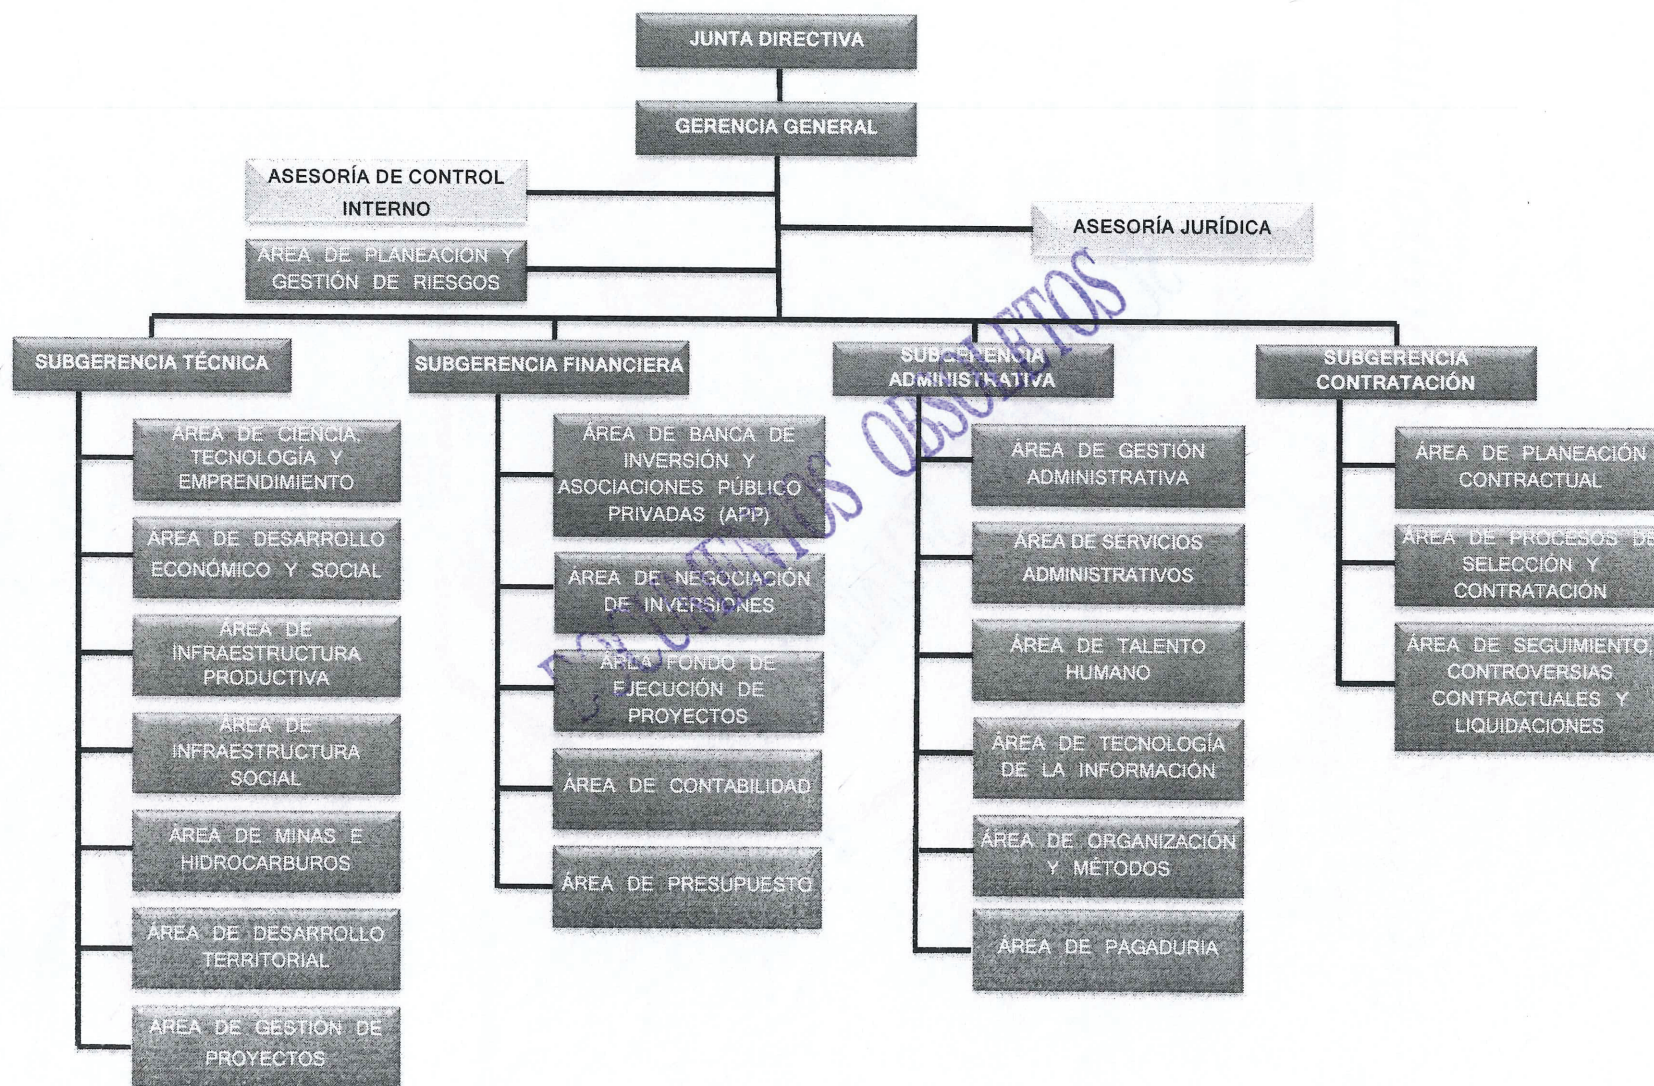 JUNTA DIRECTIVA
GERENCIA GENERAL
ASESORÍA DE CONTROL
INTERNO
ASESORÍA JURÍDICA
ÁREA DE PLANEACIÓN Y
GESTIÓN DE RIESGOS
SUBGERENCIA TÉCNICA
ÁREA DE CIENCIA,
TECNOLOGÍA Y
EMPRENDIMIENTO
ÁREA DE DESARROLLO
ECONÓMICO Y SOCIAL
ÁREA DE
INFRAESTRUCTURA
PRODUCTIVA
ÁREA DE
INFRAESTRUCTURA
SOCIAL
ÁREA DE MINAS E
HIDROCARBUROS
ÁREA DE DESARROLLO
TERRITORIAL
ÁREA DE GESTIÓN DE
PROYECTOS
SUBGERENCIA FINANCIERA
ÁREA DE BANCA DE
INVERSIÓN Y
ASOCIACIONES PÚBLICO
PRIVADAS (APP)
ÁREA DE NEGOCIACIÓN
DE INVERSIONES
ÁREA FONDO DE
EJECUCIÓN DE
PROYECTOS
ÁREA DE CONTABILIDAD
ÁREA DE PRESUPUESTO
SUBGERENCIA
ADMINISTRATIVA
ÁREA DE GESTIÓN
ADMINISTRATIVA
ÁREA DE SERVICIOS
ADMINISTRATIVOS
ÁREA DE TALENTO
HUMANO
ÁREA DE TECNOLOGÍA
DE LA INFORMACIÓN
ÁREA DE ORGANIZACIÓN
Y MÉTODOS
ÁREA DE PAGADURIA
SUBGERENCIA
CONTRATACIÓN
ÁREA DE PLANEACIÓN
CONTRACTUAL
ÁREA DE PROCESOS DE
SELECCIÓN Y
CONTRATACIÓN
ÁREA DE SEGUIMIENTO,
CONTROVERSIAS
CONTRACTUALES Y
LIQUIDACIONES
DOCUMENTOS OBSOLETOS